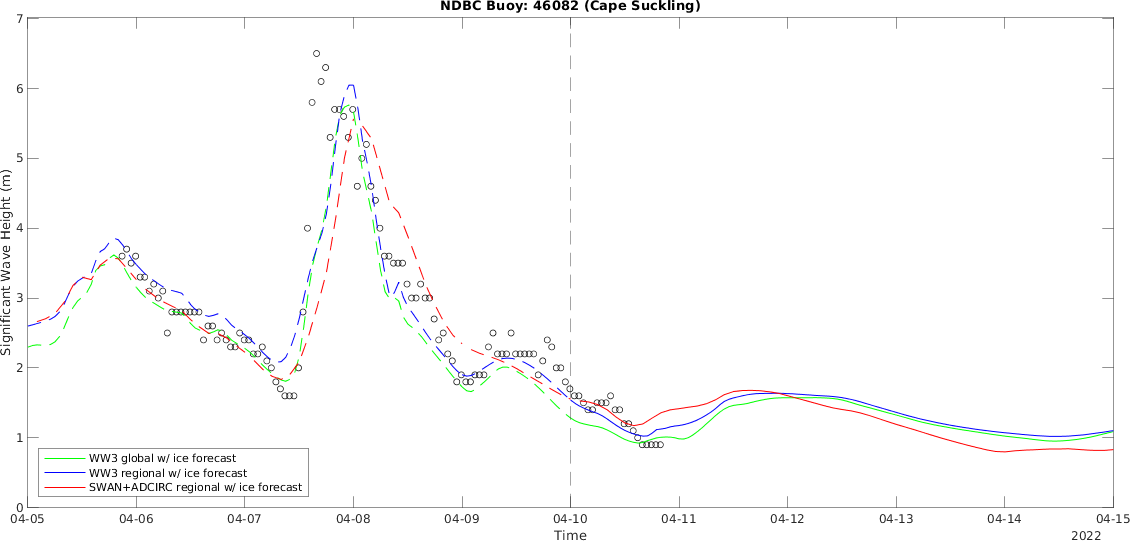 NDBC Buoy: 46082 (Cape Suckling)
7
6
5
4
3
2
1
0
Significant Wave Height (m)
WW3 global w/ ice forecast
WW3 regional w/ ice forecast
SWAN+ADCIRC regional w/ ice forecast
04-05 04-06 04-07 04-08 04-09 04-10 04-11 04-12 04-13 04-14 04-15
Time
2022